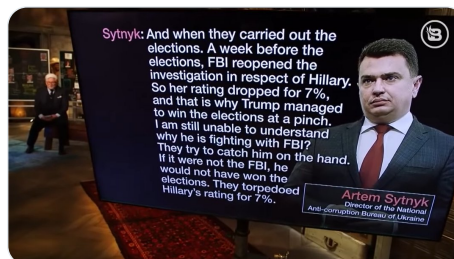 Sytnyk: And when they carried out the
elections. A week before the
elections, FBI reopened the
investigation in respect of Hillary.
So her rating dropped for 7%,
and that is why Trump managed
to win the elections at a pinch.
I am still unable to understand
why he is fighting with FBI?
They try to catch him on the hand.
If it were not the FBI, he
would not have won the
elections. They torpedoed
Hillary's rating for 7%.
B
Artem Sytnyk
Director of the National
Anti-corruption Bureau of Ukraine